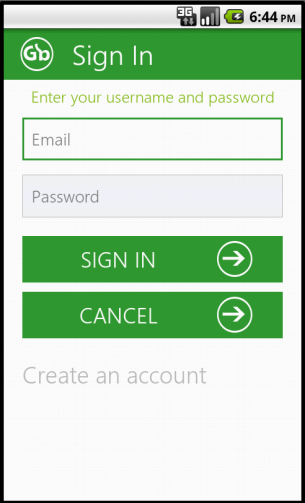 3G 6:44 PM
Gb Sign In
Enter your username and password
Email
Password
SIGN IN
CANCEL
Create an account